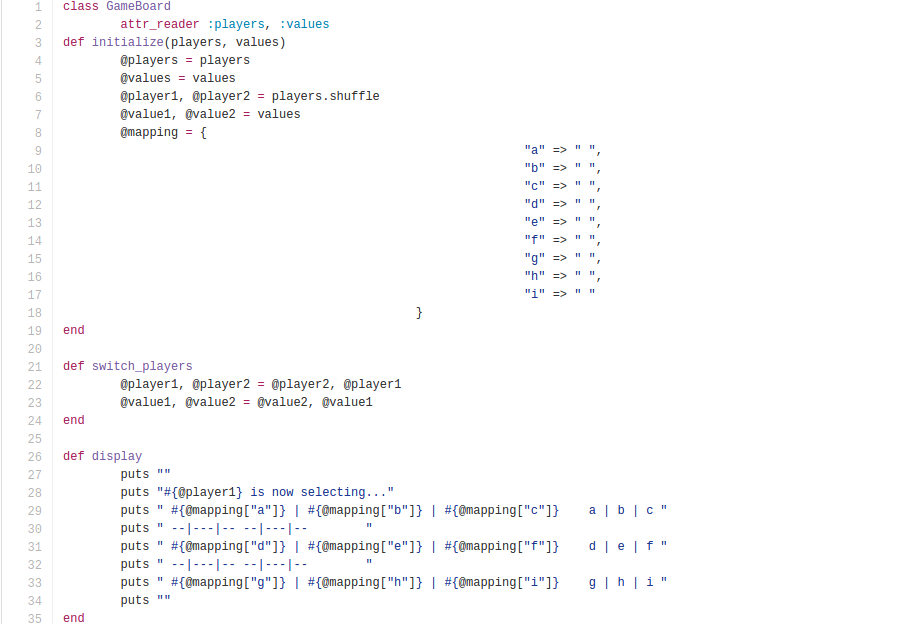 1 class GameBoard
2         attr_reader :players, :values
3 def initialize(players, values)
4         @players = players
5         @values = values
6         @player1, @player2 = players.shuffle
7         @value1, @value2 = values
8         @mapping = {
9                                                                 "a" => " ",
10                                                                 "b" => " ",
11                                                                 "c" => " ",
12                                                                 "d" => " ",
13                                                                 "e" => " ",
14                                                                 "f" => " ",
15                                                                 "g" => " ",
16                                                                 "h" => " ",
17                                                                 "i" => " "
18                                                 }
19 end
20
21 def switch_players
22         @player1, @player2 = @player2, @player1
23         @value1, @value2 = @value2, @value1
24 end
25
26 def display
27         puts ""
28         puts "#{@player1} is now selecting..."
29         puts " #{@mapping["a"]} | #{@mapping["b"]} | #{@mapping["c"]}    a | b | c "
30         puts " --|---|-- --|---|--        "
31         puts " #{@mapping["d"]} | #{@mapping["e"]} | #{@mapping["f"]}    d | e | f "
32         puts " --|---|-- --|---|--        "
33         puts " #{@mapping["g"]} | #{@mapping["h"]} | #{@mapping["i"]}    g | h | i "
34         puts ""
35 end